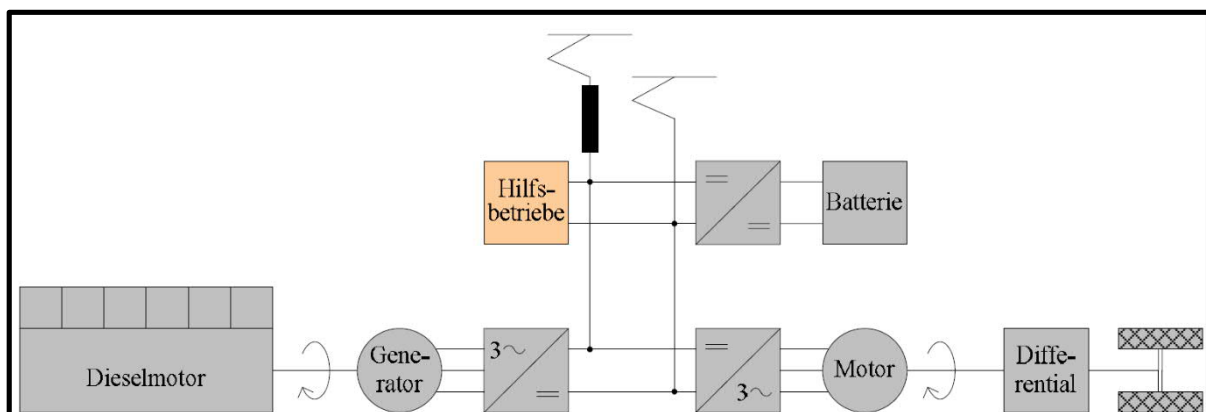 Hilfs-
betriebe
Batterie
Dieselmotor
Gene-
rator
3~
Motor
3~
Diffe-
rential